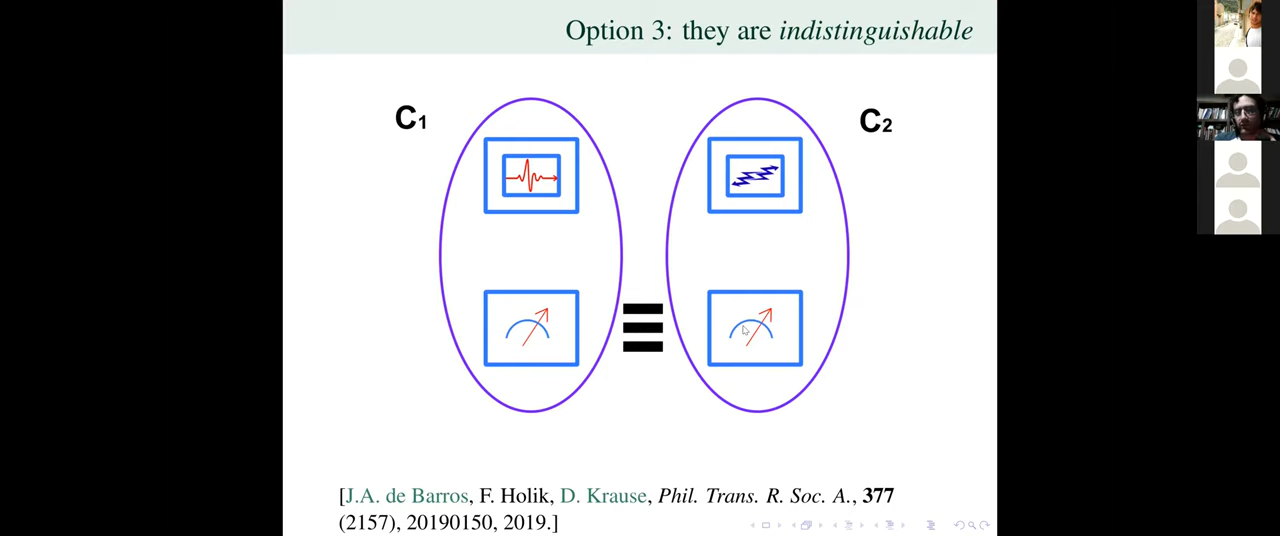 Option 3: they are indistinguishable
C1
C2
[J.A. de Barros, F. Holik, D. Krause, Phil. Trans. R. Soc. A., 377
(2157), 20190150, 2019.]